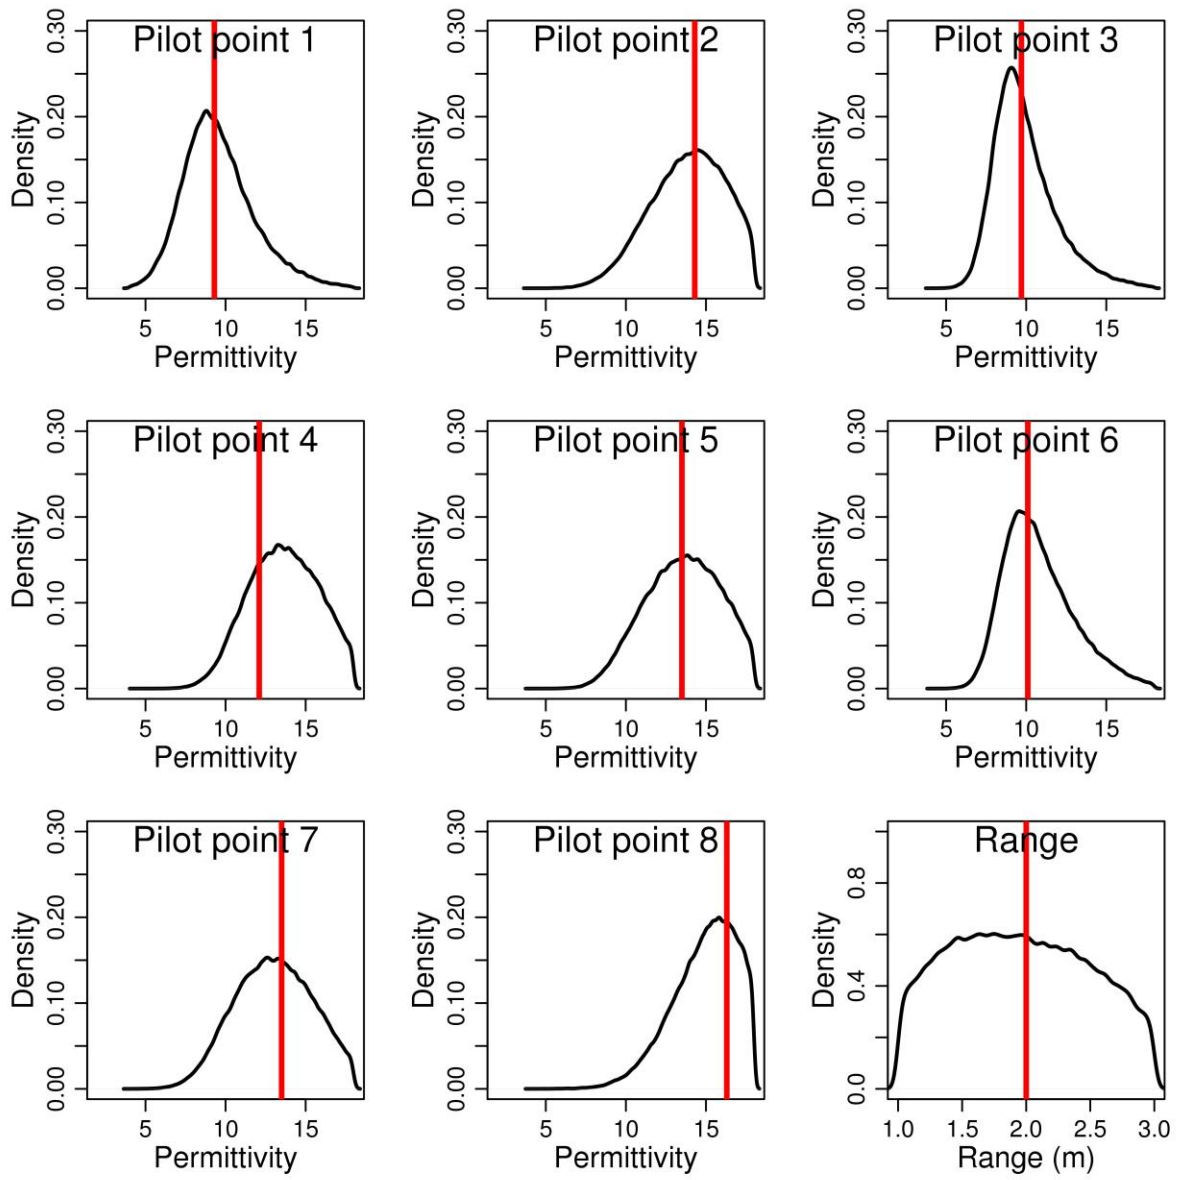 Pilot point 1
Density
0.00 0.10 0.20 0.30
5 10 15
Permittivity
Pilot point 2
Density
0.00 0.10 0.20 0.30
5 10 15
Permittivity
Pilot point 3
Density
0.00 0.10 0.20 0.30
5 10 15
Permittivity
Pilot point 4
Density
0.00 0.10 0.20 0.30
5 10 15
Permittivity
Pilot point 5
Density
0.00 0.10 0.20 0.30
5 10 15
Permittivity
Pilot point 6
Density
0.00 0.10 0.20 0.30
5 10 15
Permittivity
Pilot point 7
Density
0.00 0.10 0.20 0.30
5 10 15
Permittivity
Pilot point 8
Density
0.00 0.10 0.20 0.30
5 10 15
Permittivity
Range
Density
0.0 0.4 0.8
1.0 1.5 2.0 2.5 3.0
Range (m)